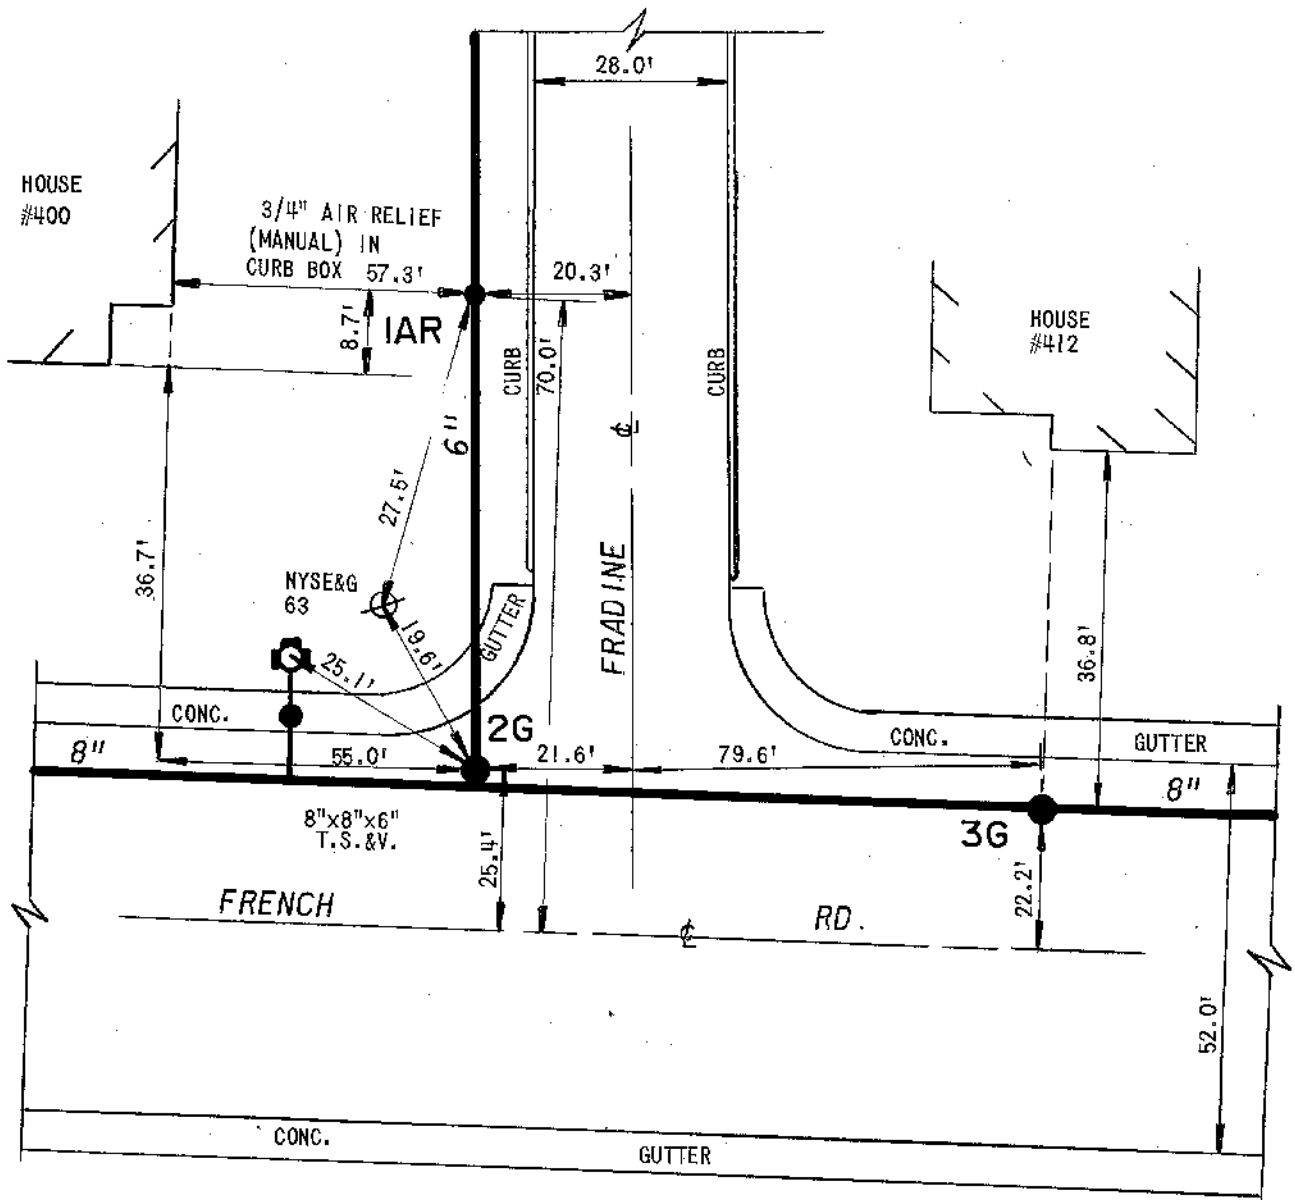 28.0'
HOUSE
#400
3/4" AIR RELIEF
(MANUAL) IN
CURB BOX
57.3'
20.3'
8.7'
1AR
CURB
70.0'
CURB
HOUSE
#412
℄
6"
27.5'
36.7'
NYSE&G
63
19.6'
GUTTER
FRADINE
25.1'
36.8'
CONC.
2G
CONC.
GUTTER
8"
55.0'
21.6'
79.6'
8"
8"x8"x6"
T.S.&V.
25.4'
3G
22.2'
FRENCH
℄
RD.
52.0'
CONC.
GUTTER